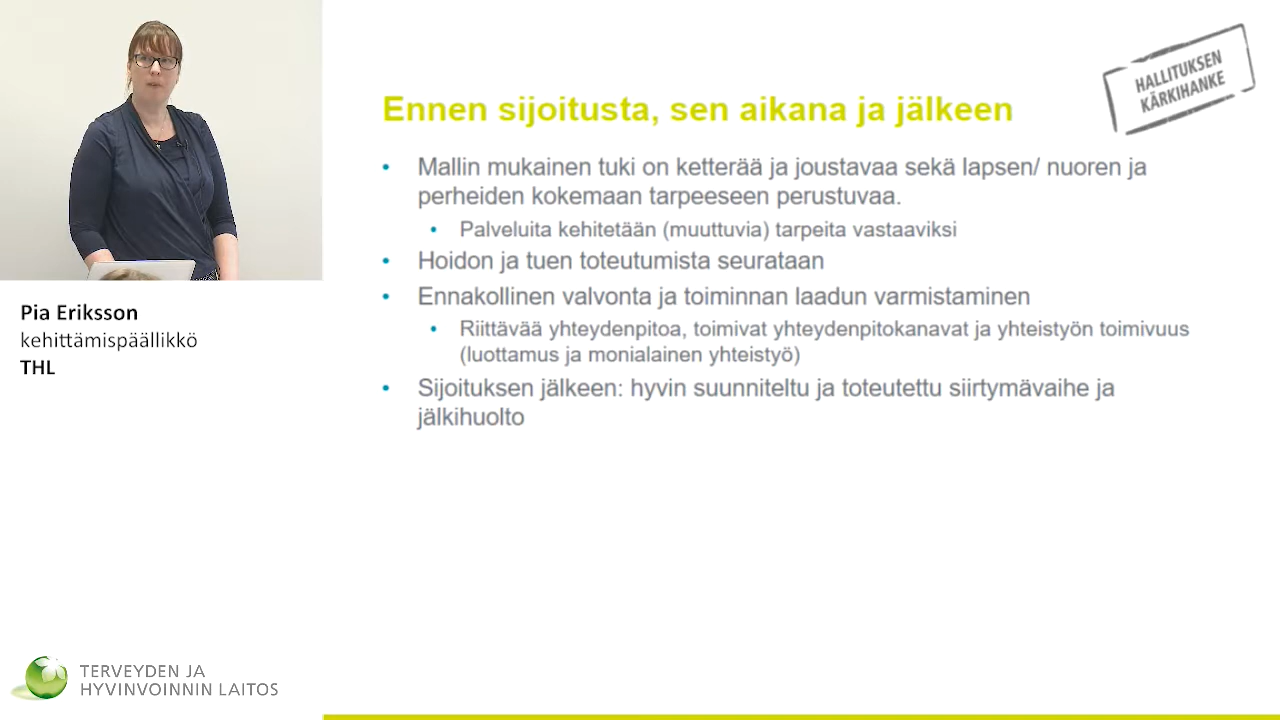 HALLITUKSEN
KÄRKIHANKE
Ennen sijoitusta, sen aikana ja jälkeen
• Mallin mukainen tuki on ketterää ja joustavaa sekä lapsen/ nuoren ja
perheiden kokemaan tarpeeseen perustuvaa.
• Palveluita kehitetään (muuttuvia) tarpeita vastaaviksi
• Hoidon ja tuen toteutumista seurataan
• Ennakollinen valvonta ja toiminnan laadun varmistaminen
• Riittävää yhteydenpitoa, toimivat yhteydenpitokanavat ja yhteistyön toimivuus
(luottamus ja monialainen yhteistyö)
• Sijoituksen jälkeen: hyvin suunniteltu ja toteutettu siirtymävaihe ja
jälkihuolto
Pia Eriksson
kehittämispäällikkö
THL
TERVEYDEN JA
HYVINVOINNIN LAITOS